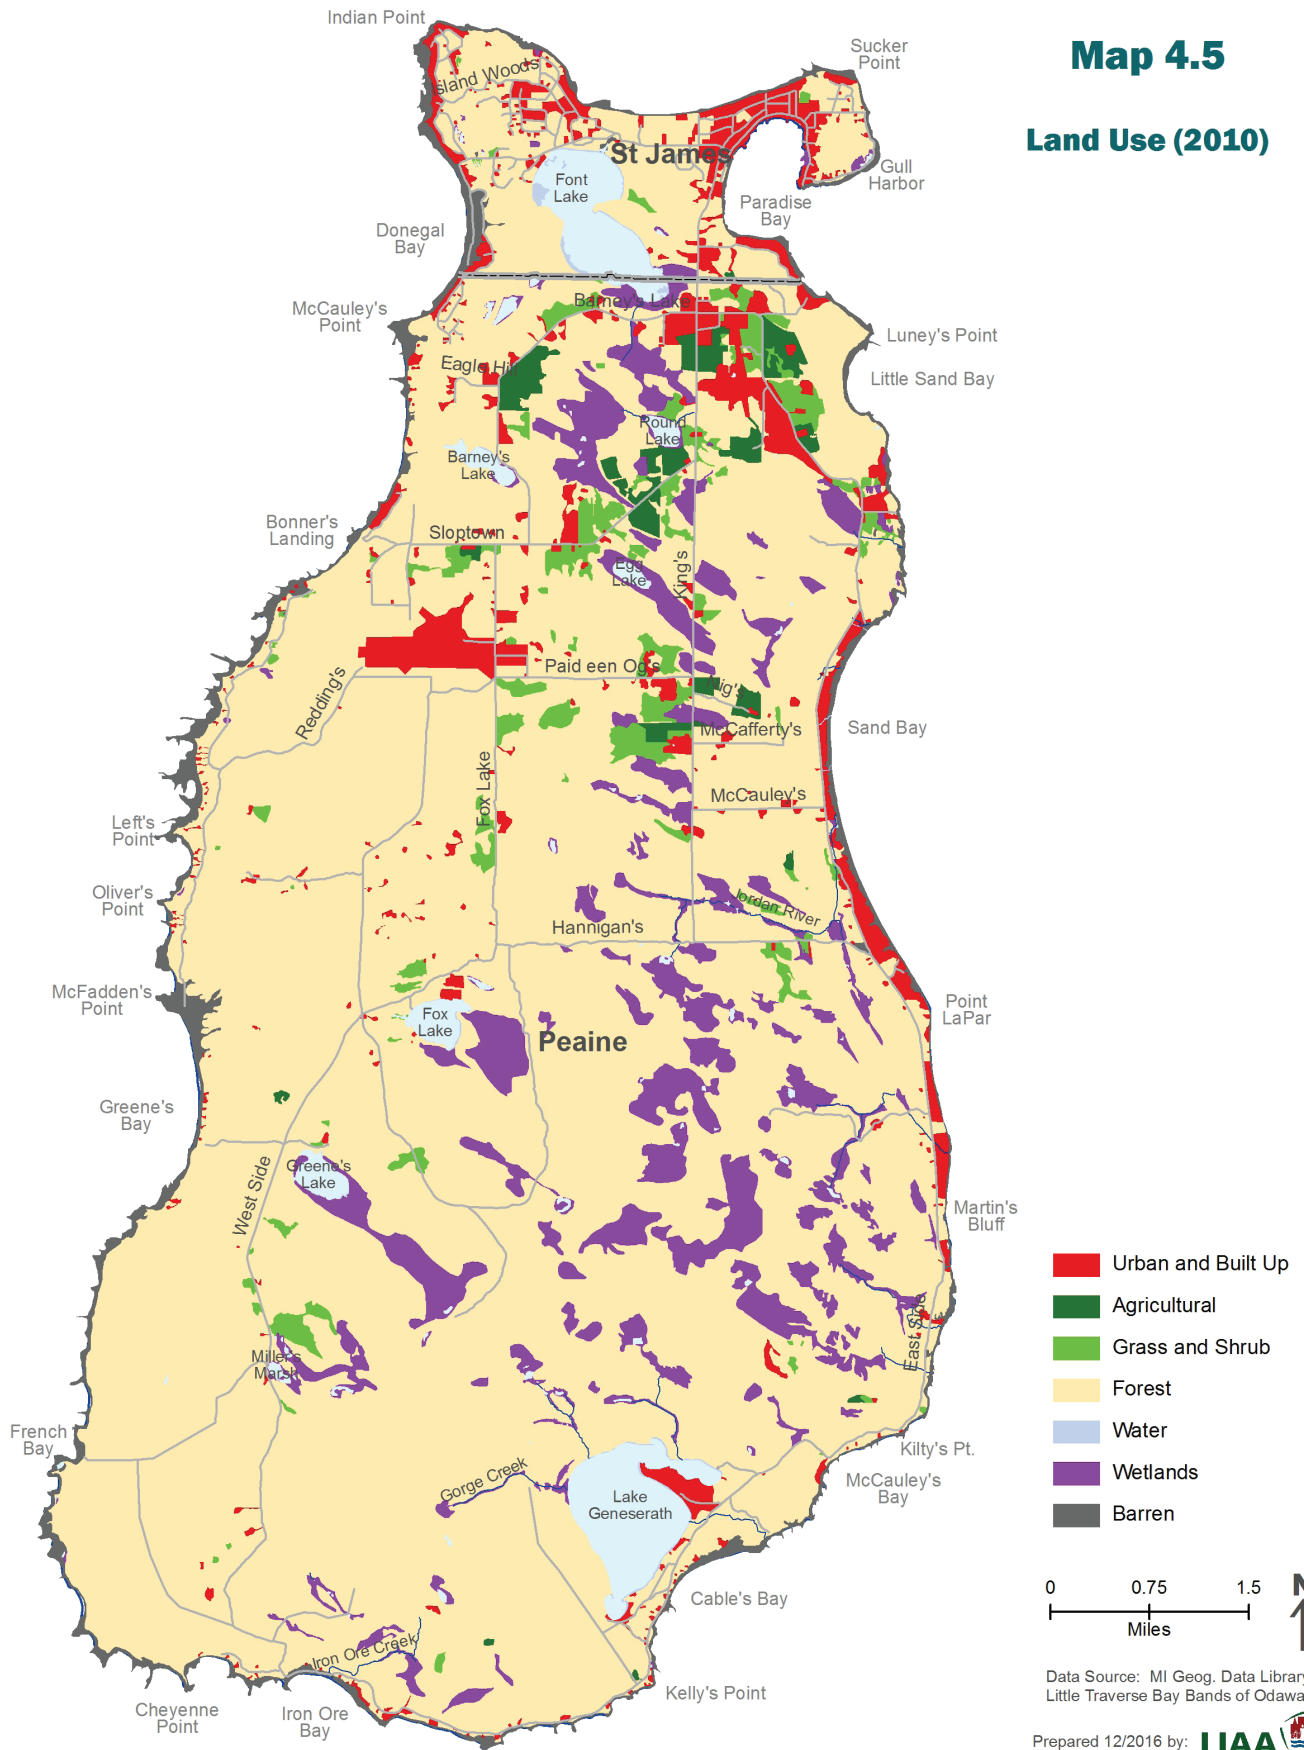 Indian Point
Sucker
Point
Map 4.5
Island Woods
Land Use (2010)
St James
Gull
Harbor
Font
Lake
Paradise
Bay
Donegal
Bay
McCauley's
Point
Barney's Lake
Luney's Point
Eagle Hill
Little Sand Bay
Round
Lake
Barney's
Lake
Bonner's
Landing
Sloptown
Egg
Lake
King's
Paid een Og's
Redding's
McCafferty's
Sand Bay
Fox Lake
McCauley's
Left's
Point
Oliver's
Point
Jordan River
Hannigan's
McFadden's
Point
Point
LaPar
Fox
Lake
Peaine
Greene's
Bay
Greene's
Lake
West Side
Martin's
Bluff
Urban and Built Up
Agricultural
East Side
Grass and Shrub
Miller's
Marsh
Forest
Water
French
Bay
Kilty's Pt.
Wetlands
McCauley's
Bay
Gorge Creek
Lake
Geneserath
Barren
0 0.75 1.5
Miles
N
Cable's Bay
Iron Ore Creek
Data Source: MI Geog. Data Library
Little Traverse Bay Bands of Odawa
Kelly's Point
Cheyenne
Point
Iron Ore
Bay
Prepared 12/2016 by: